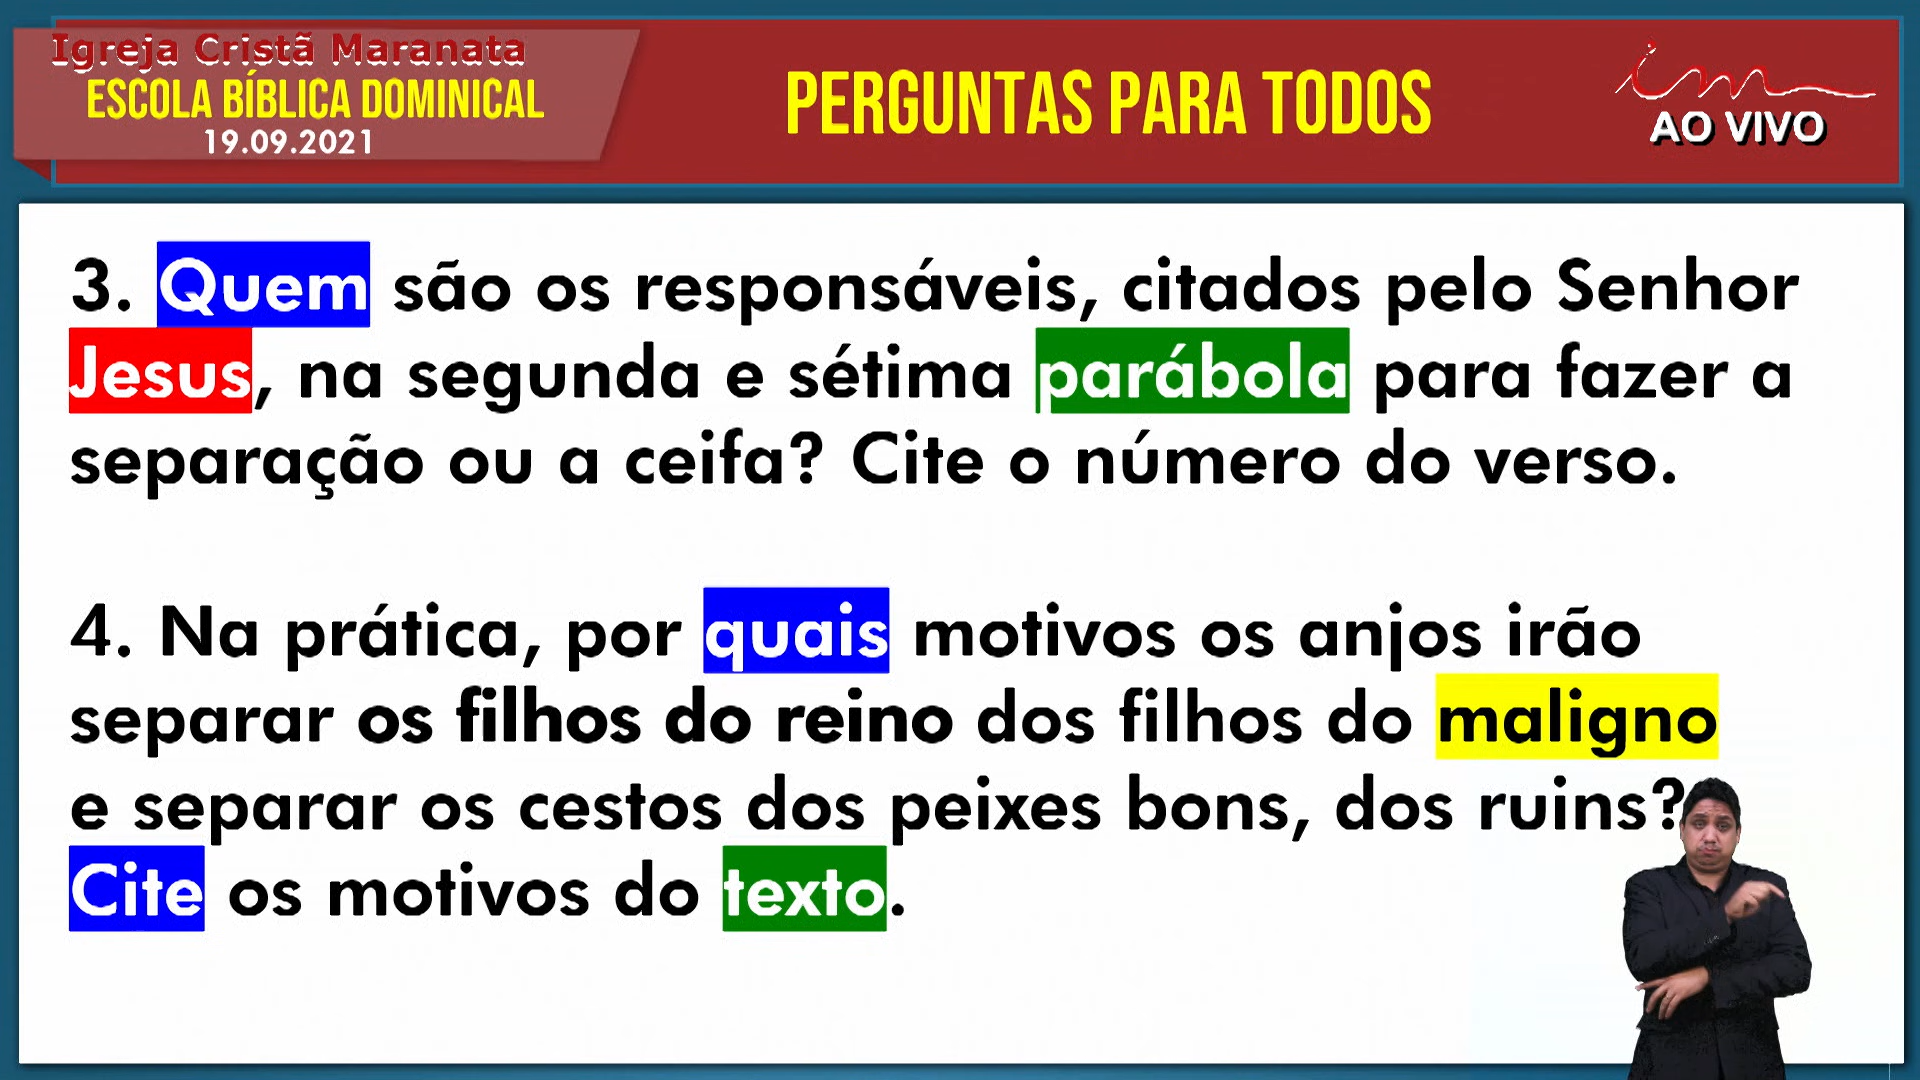 Igreja Cristã Maranata
ESCOLA BÍBLICA DOMINICAL
19.09.2021
PERGUNTAS PARA TODOS
im
AO VIVO
3. Quem são os responsáveis, citados pelo Senhor
Jesus, na segunda e sétima parábola para fazer a
separação ou a ceifa? Cite o número do verso.
4. Na prática, por quais motivos os anjos irão
separar os filhos do reino dos filhos do maligno
e separar os cestos dos peixes bons, dos ruins?
Cite os motivos do texto.